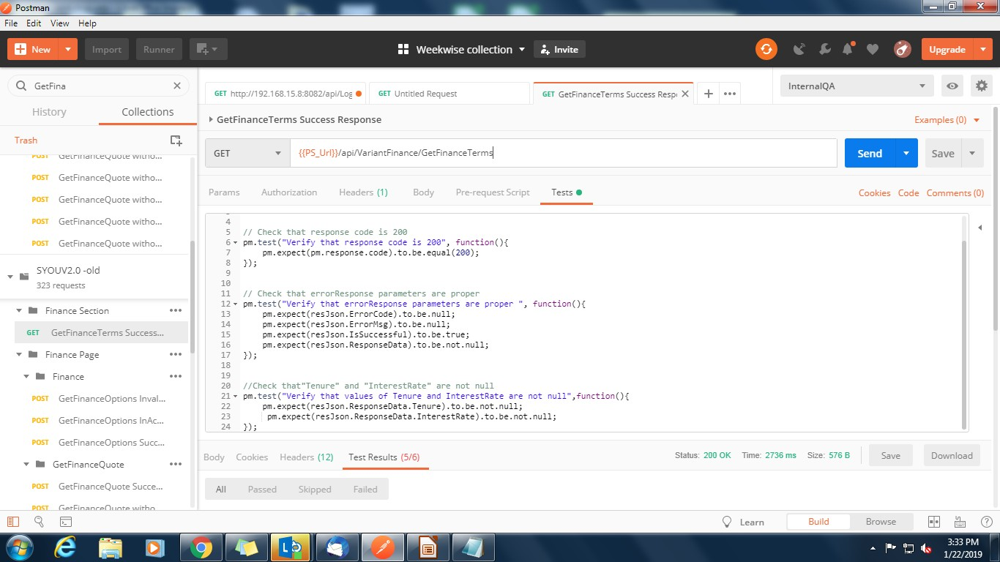 Postman
File Edit View Help
New Import Runner Weekwise collection Invite Upgrade
GetFina
History Collections
Trash
POST GetFinanceQuote witho...
POST GetFinanceQuote witho...
POST GetFinanceQuote witho...
POST GetFinanceQuote witho...
POST GetFinanceQuote witho...
SYOUV2.0 -old
323 requests
Finance Section
GET GetFinanceTerms Success...
Finance Page
Finance
POST GetFinanceOptions Inval...
POST GetFinanceOptions InAc...
POST GetFinanceOptions Succ...
GetFinanceQuote
POST GetFinanceQuote Succe...
POST GetFinanceQuote witho
GET http://192.168.15.8:8082/api/Log
GET Untitled Request
GET GetFinanceTerms Success Resp
InternalQA
GetFinanceTerms Success Response
Examples (0)
GET {{PS_Url}}/api/VariantFinance/GetFinanceTerms Send Save
Params Authorization Headers (1) Body Pre-request Script Tests Cookies Code Comments (0)
4
5 // Check that response code is 200
6 pm.test("Verify that response code is 200", function(){
7 pm.expect(pm.response.code).to.be.equal(200);
8 });
9
10
11 // Check that errorResponse parameters are proper
12 pm.test("Verify that errorResponse parameters are proper ", function(){
13 pm.expect(resJson.ErrorCode).to.be.null;
14 pm.expect(resJson.ErrorMsg).to.be.null;
15 pm.expect(resJson.IsSuccessful).to.be.true;
16 pm.expect(resJson.ResponseData).to.be.not.null;
17 });
18
19
20 //Check that"Tenure" and "InterestRate" are not null
21 pm.test("Verify that values of Tenure and InterestRate are not null",function(){
22 pm.expect(resJson.ResponseData.Tenure).to.be.not.null;
23 pm.expect(resJson.ResponseData.InterestRate).to.be.not.null;
24 });
Body Cookies Headers (12) Test Results (5/6) Status: 200 OK Time: 2736 ms Size: 576 B Save Download
All Passed Skipped Failed
Learn Build Browse
3:33 PM
1/22/2019